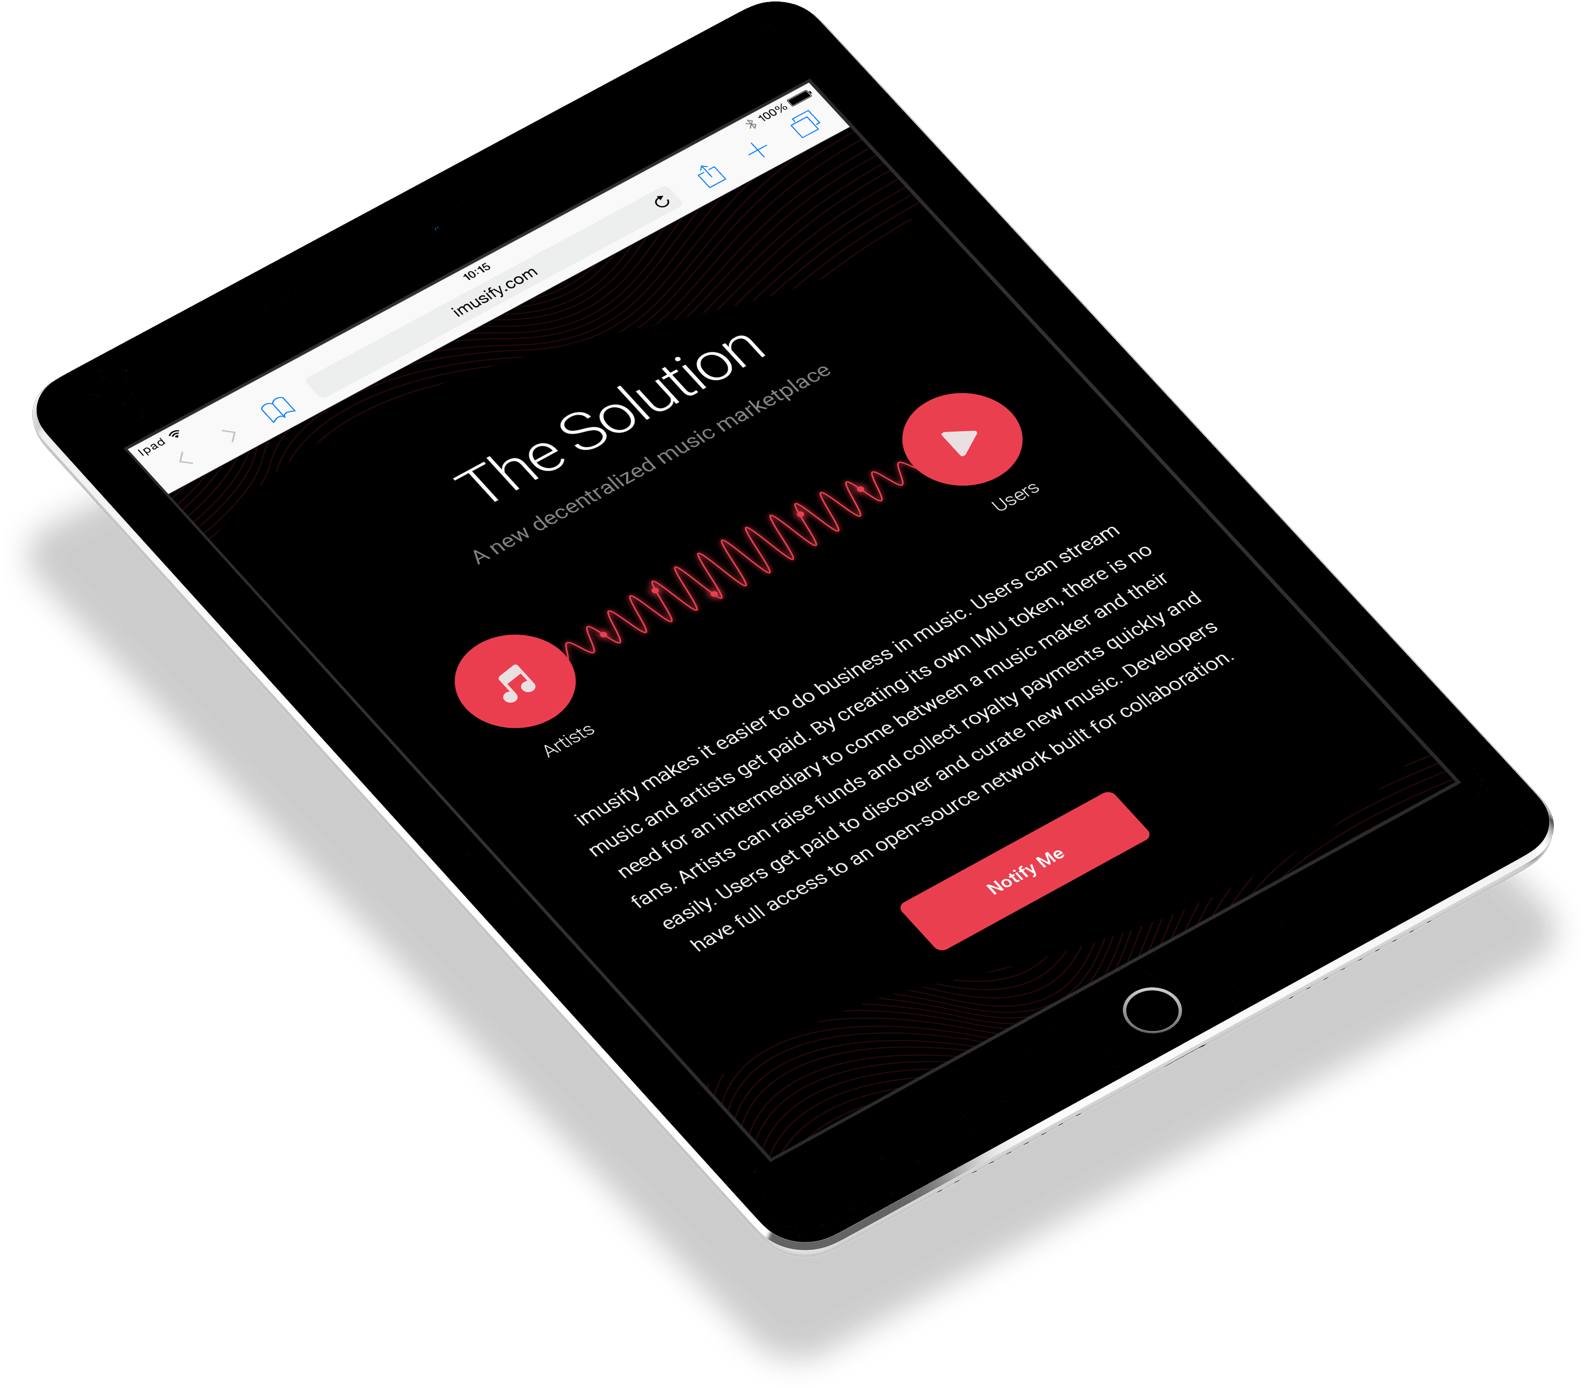 Ipad
10:15
100%
imusify.com
The Solution
A new decentralized music marketplace
Artists
Users
imusify makes it easier to do business in music. Users can stream
music and artists get paid. By creating its own IMU token, there is no
need for an intermediary to come between a music maker and their
fans. Artists can raise funds and collect royalty payments quickly and
easily. Users get paid to discover and curate new music. Developers
have full access to an open-source network built for collaboration.
Notify Me